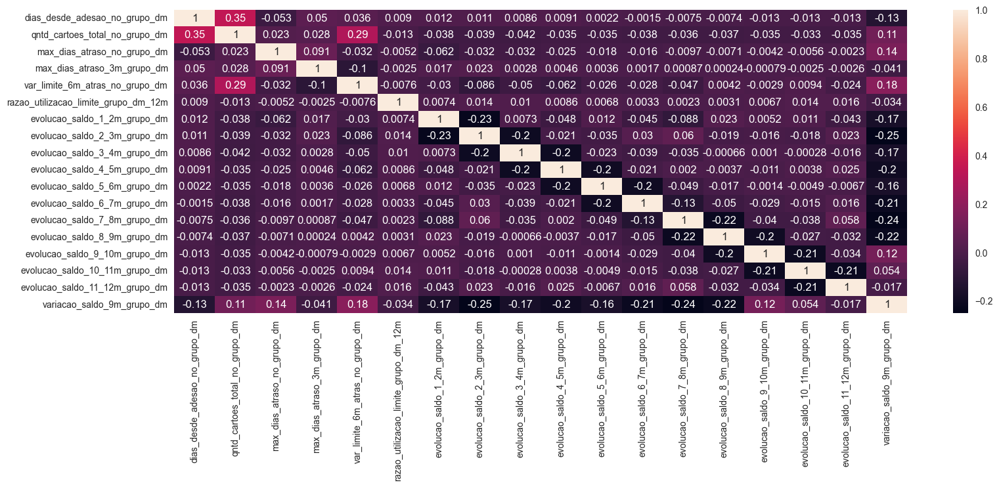 dias_desde_adesao_no_grupo_dm 1 0.35 -0.053 0.05 0.036 0.009 0.012 0.011 0.0086 0.0091 0.0022 -0.0015 -0.0075 -0.0074 -0.013 -0.013 -0.013 -0.13
qntd_cartoes_total_no_grupo_dm 0.35 1 0.023 0.028 0.29 -0.013 -0.038 -0.039 -0.042 -0.035 -0.035 -0.038 -0.036 -0.037 -0.035 -0.033 -0.035 0.11
max_dias_atraso_no_grupo_dm -0.053 0.023 1 0.091 -0.032 -0.0052 -0.062 -0.032 -0.032 -0.025 -0.018 -0.016 -0.0097 -0.0071 -0.0042 -0.0056 -0.0023 0.14
max_dias_atraso_3m_grupo_dm 0.05 0.028 0.091 1 -0.1 -0.0025 0.017 0.023 0.0028 0.0046 0.0036 0.0017 0.00087 0.00024 -0.00079 -0.0025 -0.0026 -0.041
var_limite_6m_atras_no_grupo_dm 0.036 0.29 -0.032 -0.1 1 -0.0076 -0.03 -0.086 -0.05 -0.062 -0.026 -0.028 -0.047 0.0042 -0.0029 0.0094 -0.024 0.18
razao_utilizacao_limite_grupo_dm_12m 0.009 -0.013 -0.0052 -0.0025 -0.0076 1 0.0074 0.014 0.01 0.0086 0.0068 0.0033 0.0023 0.0031 0.0067 0.014 0.016 -0.034
evolucao_saldo_1_2m_grupo_dm 0.012 -0.038 -0.062 0.017 -0.03 0.0074 1 -0.23 0.0073 -0.048 0.012 -0.045 -0.088 0.023 0.0052 0.011 -0.043 -0.17
evolucao_saldo_2_3m_grupo_dm 0.011 -0.039 -0.032 0.023 -0.086 0.014 -0.23 1 -0.2 -0.021 -0.035 0.03 0.06 -0.019 -0.016 -0.018 0.023 -0.25
evolucao_saldo_3_4m_grupo_dm 0.0086 -0.042 -0.032 0.0028 -0.05 0.01 0.0073 -0.2 1 -0.2 -0.023 -0.039 -0.035 -0.00066 0.001 -0.00028 -0.016 -0.17
evolucao_saldo_4_5m_grupo_dm 0.0091 -0.035 -0.025 0.0046 -0.062 0.0086 -0.048 -0.021 -0.2 1 -0.2 -0.021 0.002 -0.0037 -0.011 0.0038 0.025 -0.2
evolucao_saldo_5_6m_grupo_dm 0.0022 -0.035 -0.018 0.0036 -0.026 0.0068 0.012 -0.035 -0.023 -0.2 1 -0.2 -0.049 -0.017 -0.0014 -0.0049 -0.0067 -0.16
evolucao_saldo_6_7m_grupo_dm -0.0015 -0.038 -0.016 0.0017 -0.028 0.0033 -0.045 0.03 -0.039 -0.021 -0.2 1 -0.13 -0.05 -0.029 -0.015 0.016 -0.21
evolucao_saldo_7_8m_grupo_dm -0.0075 -0.036 -0.0097 0.00087 -0.047 0.0023 -0.088 0.06 -0.035 0.002 -0.049 -0.13 1 -0.22 -0.04 -0.038 0.058 -0.24
evolucao_saldo_8_9m_grupo_dm -0.0074 -0.037 -0.0071 0.00024 0.0042 0.0031 0.023 -0.019 -0.00066 -0.0037 -0.017 -0.05 -0.22 1 -0.2 -0.027 -0.032 -0.22
evolucao_saldo_9_10m_grupo_dm -0.013 -0.035 -0.0042 -0.00079 -0.0029 0.0067 0.0052 -0.016 0.001 -0.011 -0.0014 -0.029 -0.04 -0.2 1 -0.21 -0.034 0.12
evolucao_saldo_10_11m_grupo_dm -0.013 -0.033 -0.0056 -0.0025 0.0094 0.014 0.011 -0.018 -0.00028 0.0038 -0.0049 -0.015 -0.038 -0.027 -0.21 1 -0.21 0.054
evolucao_saldo_11_12m_grupo_dm -0.013 -0.035 -0.0023 -0.0026 -0.024 0.016 -0.043 0.023 -0.016 0.025 -0.0067 0.016 0.058 -0.032 -0.034 -0.21 1 -0.017
variacao_saldo_9m_grupo_dm -0.13 0.11 0.14 -0.041 0.18 -0.034 -0.17 -0.25 -0.17 -0.2 -0.16 -0.21 -0.24 -0.22 0.12 0.054 -0.017 1
dias_desde_adesao_no_grupo_dm
qntd_cartoes_total_no_grupo_dm
max_dias_atraso_no_grupo_dm
max_dias_atraso_3m_grupo_dm
var_limite_6m_atras_no_grupo_dm
razao_utilizacao_limite_grupo_dm_12m
evolucao_saldo_1_2m_grupo_dm
evolucao_saldo_2_3m_grupo_dm
evolucao_saldo_3_4m_grupo_dm
evolucao_saldo_4_5m_grupo_dm
evolucao_saldo_5_6m_grupo_dm
evolucao_saldo_6_7m_grupo_dm
evolucao_saldo_7_8m_grupo_dm
evolucao_saldo_8_9m_grupo_dm
evolucao_saldo_9_10m_grupo_dm
evolucao_saldo_10_11m_grupo_dm
evolucao_saldo_11_12m_grupo_dm
variacao_saldo_9m_grupo_dm
1.0
0.8
0.6
0.4
0.2
0.0
−0.2